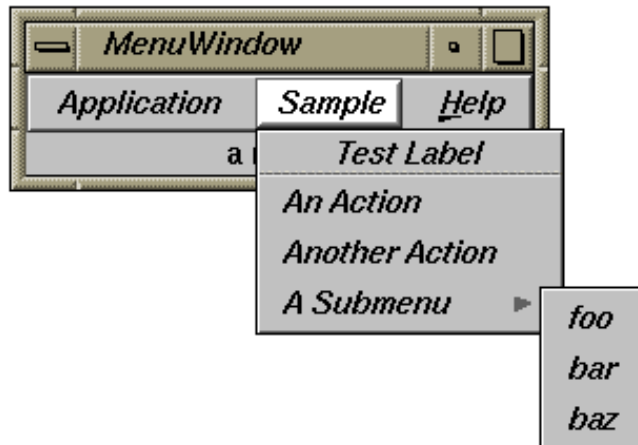 MenuWindow
Application Sample Help
a
Test Label
An Action
Another Action
A Submenu
foo
bar
baz